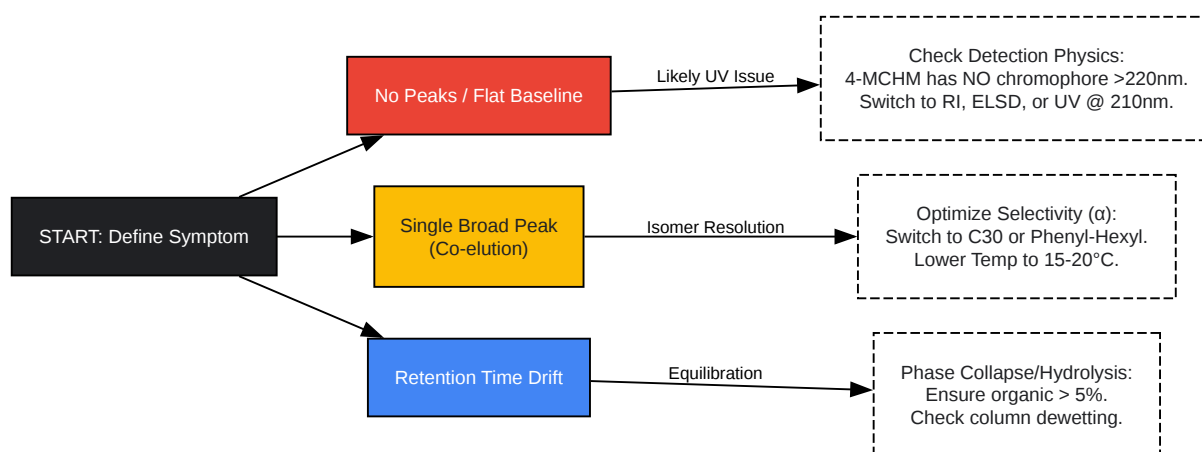 START: Define Symptom
No Peaks / Flat Baseline
Likely UV Issue
Check Detection Physics:
4-MCHM has NO chromophore >220nm.
Switch to RI, ELSD, or UV @ 210nm.
Single Broad Peak
(Co-elution)
Isomer Resolution
Optimize Selectivity (α):
Switch to C30 or Phenyl-Hexyl.
Lower Temp to 15-20°C.
Retention Time Drift
Equilibration
Phase Collapse/Hydrolysis:
Ensure organic > 5%.
Check column dewetting.